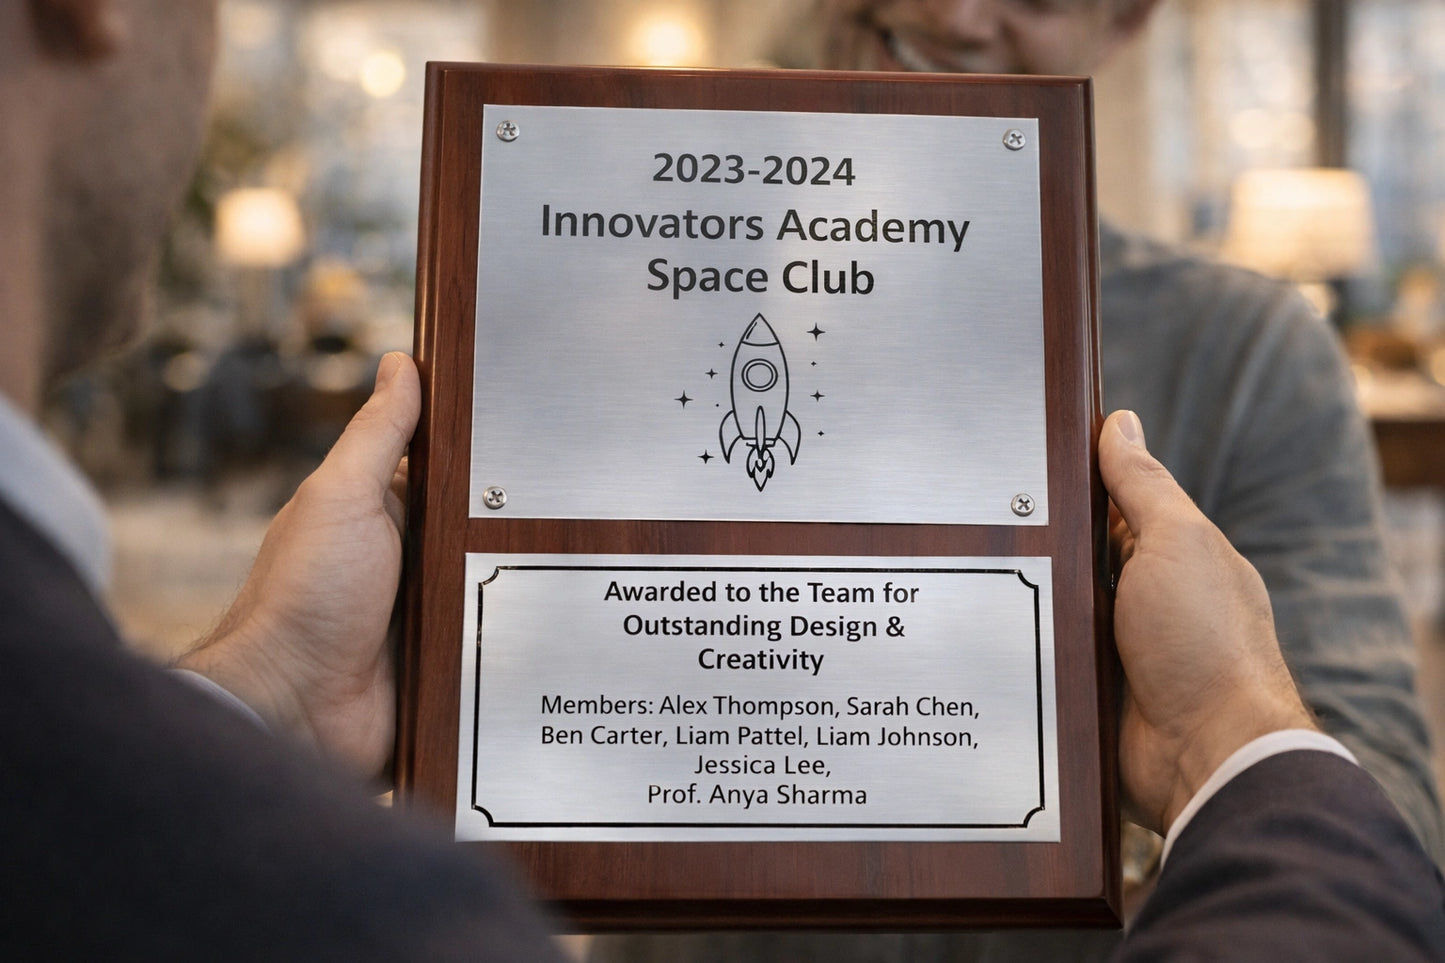 2023-2024
Innovators Academy
Space Club
Awarded to the Team for
Outstanding Design &
Creativity
Members: Alex Thompson, Sarah Chen,
Ben Carter, Liam Pattel, Liam Johnson,
Jessica Lee,
Prof. Anya Sharma